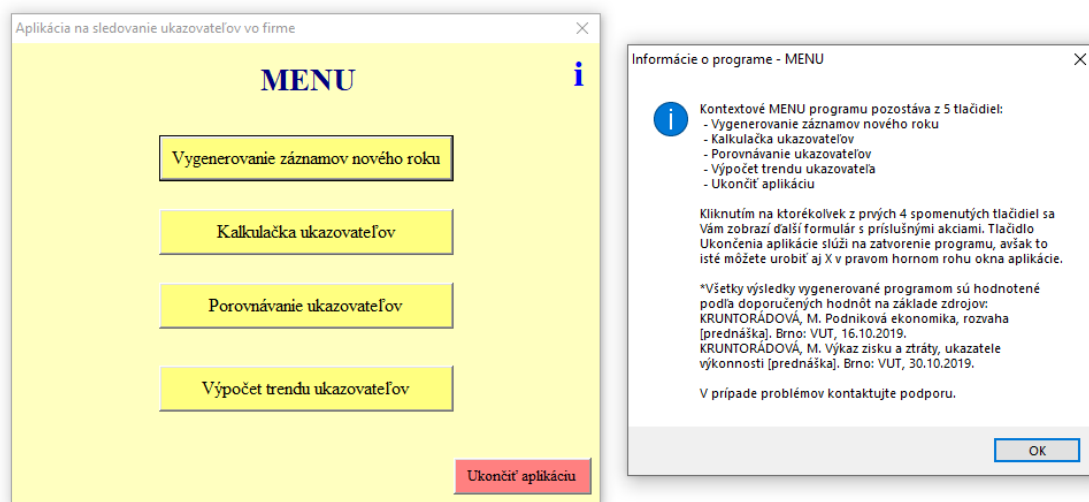 Aplikácia na sledovanie ukazovateľov vo firme
MENU
i
Vygenerovanie záznamov nového roku
Kalkulačka ukazovateľov
Porovnávanie ukazovateľov
Výpočet trendu ukazovateľov
Ukončiť aplikáciu
Informácie o programe - MENU
Kontextové MENU programu pozostáva z 5 tlačidiel:
- Vygenerovanie záznamov nového roku
- Kalkulačka ukazovateľov
- Porovnávanie ukazovateľov
- Výpočet trendu ukazovateľa
- Ukončiť aplikáciu
Kliknutím na ktorékoľvek z prvých 4 spomenutých tlačidiel sa
Vám zobrazí ďalší formulár s príslušnými akciami. Tlačidlo
Ukončenia aplikácie slúži na zatvorenie programu, avšak to
isté môžete urobiť aj X v pravom hornom rohu okna aplikácie.
*Všetky výsledky vygenerované programom sú hodnotené
podľa doporučených hodnôt na základe zdrojov:
KRUNTORÁDOVÁ, M. Podniková ekonomika, rozvaha
[prednáška]. Brno: VUT, 16.10.2019.
KRUNTORÁDOVÁ, M. Výkaz zisku a ztráty, ukazatele
výkonnosti [prednáška]. Brno: VUT, 30.10.2019.
V prípade problémov kontaktujte podporu.
OK